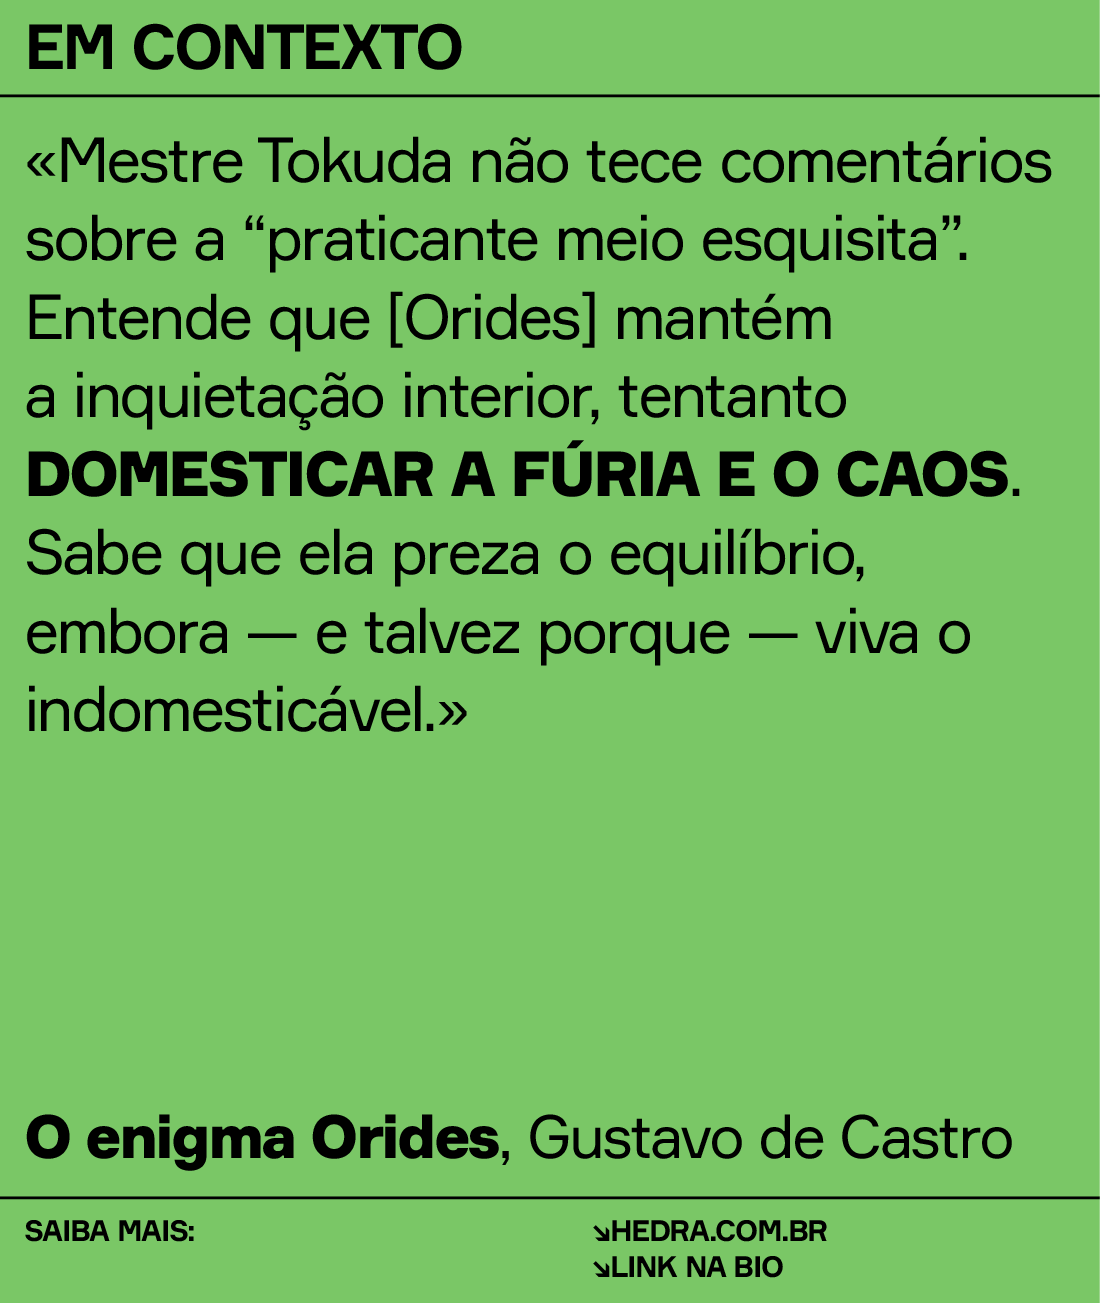 EM CONTEXTO
«Mestre Tokuda não tece comentários
sobre a “praticante meio esquisita”.
Entende que [Orides] mantém
a inquietação interior, tentanto
DOMESTICAR A FÚRIA E O CAOS.
Sabe que ela preza o equilíbrio,
embora — e talvez porque — viva o
indomesticável.»
O enigma Orides, Gustavo de Castro
SAIBA MAIS:
↘HEDRA.COM.BR
↘LINK NA BIO